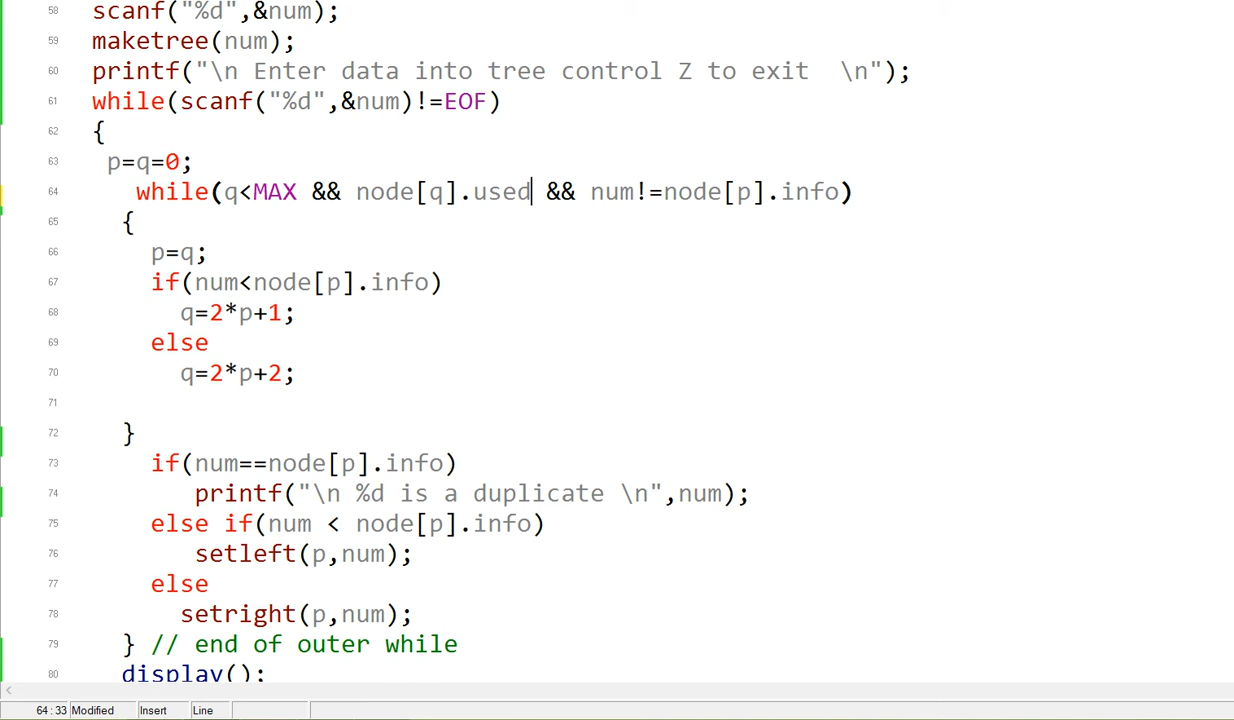 58 scanf("%d",&num);
59 maketree(num);
60 printf("\n Enter data into tree control Z to exit  \n");
61 while(scanf("%d",&num)!=EOF)
62 {
63 p=q=0;
64 while(q<MAX && node[q].used && num!=node[p].info)
65 {
66 p=q;
67 if(num<node[p].info)
68 q=2*p+1;
69 else
70 q=2*p+2;
71
72 }
73 if(num==node[p].info)
74 printf("\n %d is a duplicate \n",num);
75 else if(num < node[p].info)
76 setleft(p,num);
77 else
78 setright(p,num);
79 } // end of outer while
80 display();
64 : 33 Modified Insert Line